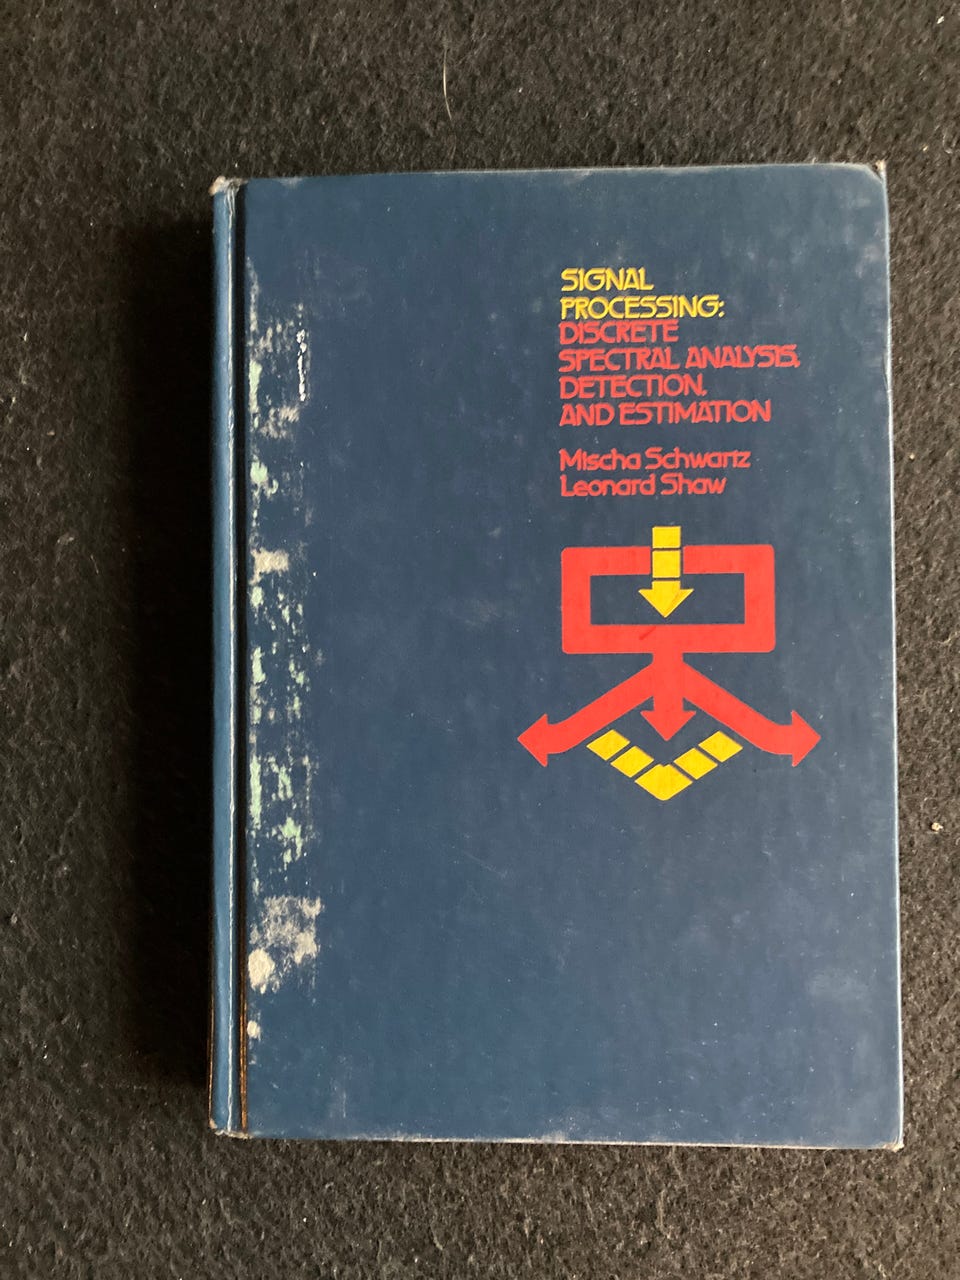 SIGNAL
PROCESSING:
DISCRETE
SPECTRAL ANALYSIS,
DETECTION,
AND ESTIMATION
Mischa Schwartz
Leonard Shaw